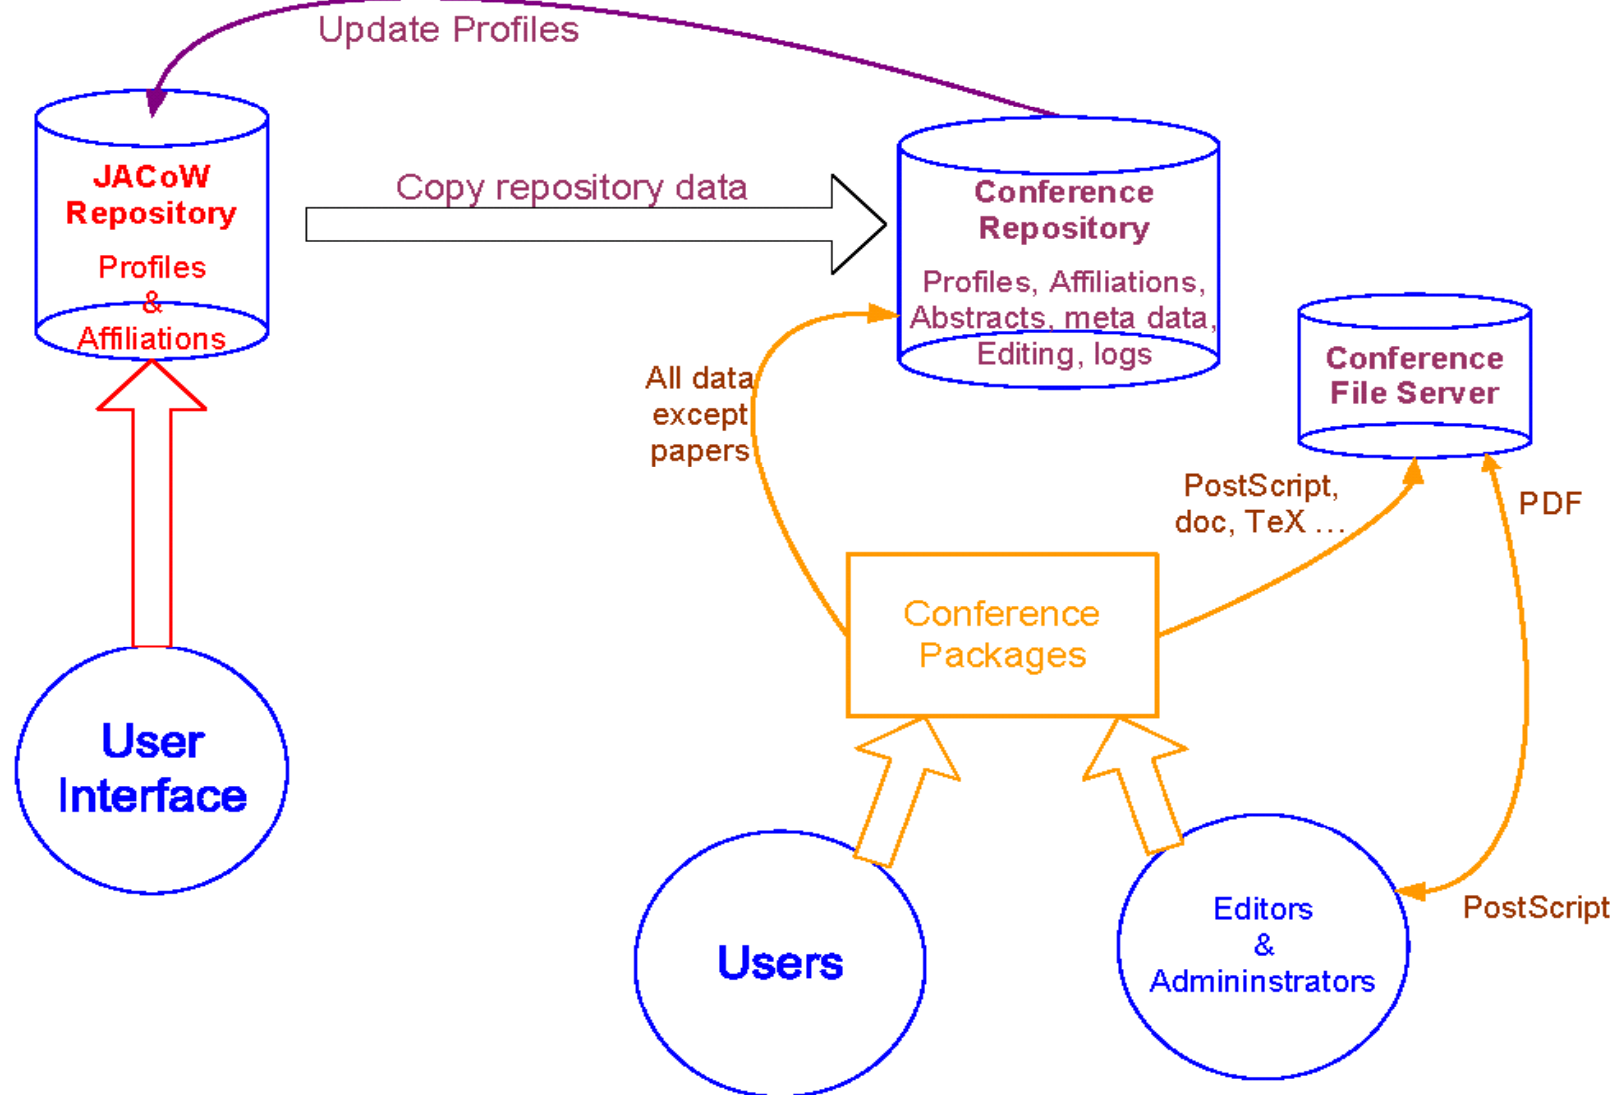 Update Profiles
JACoW
Repository
Profiles
&
Affiliations
Copy repository data
Conference
Repository
Profiles, Affiliations,
Abstracts, meta data,
Editing, logs
Conference
File Server
All data
except
papers
PostScript,
doc, TeX ...
PDF
Conference
Packages
User
Interface
Users
Editors
&
Admininstrators
PostScript